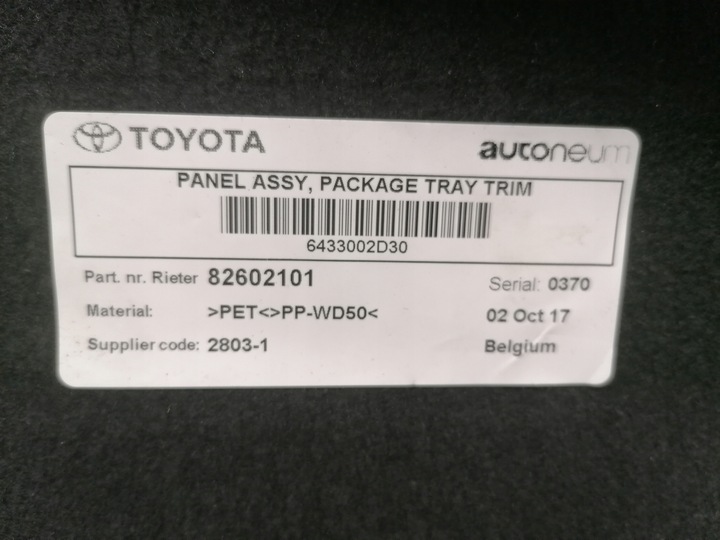 TOYOTA autoneum
PANEL ASSY, PACKAGE TRAY TRIM
6433002D30
Part. nr. Rieter 82602101 Serial: 0370
Material: >PET<>PP-WD50< 02 Oct 17
Supplier code: 2803-1 Belgium